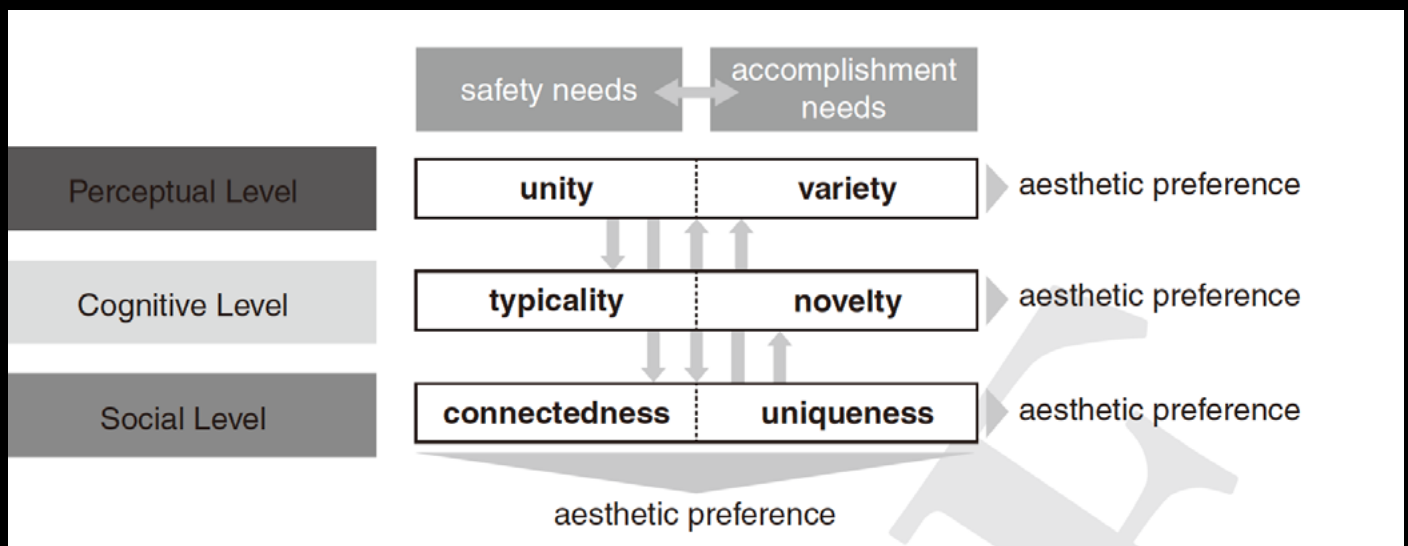 safety needs
accomplishment
needs
Perceptual Level
unity
variety
aesthetic preference
Cognitive Level
typicality
novelty
aesthetic preference
Social Level
connectedness
uniqueness
aesthetic preference
aesthetic preference